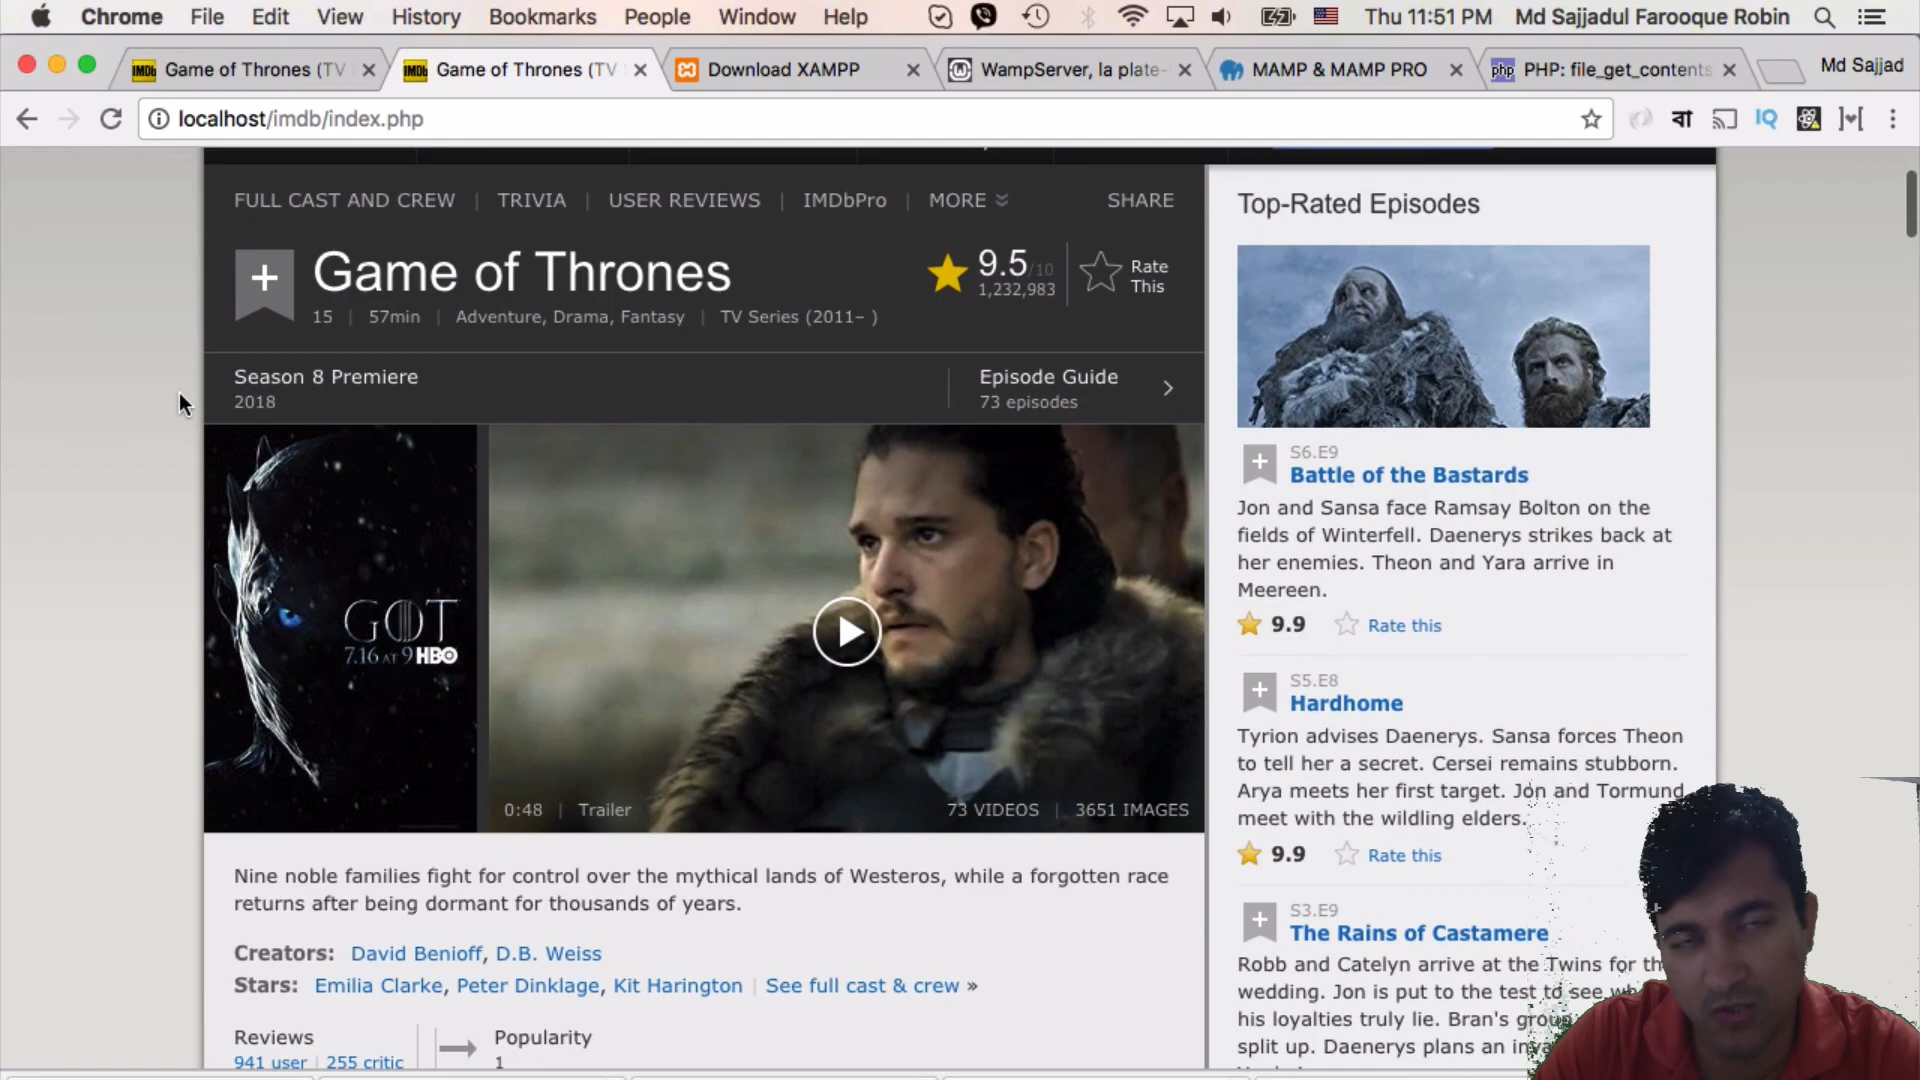 Chrome File Edit View History Bookmarks People Window Help Thu 11:51 PM Md Sajjadul Farooque Robin
IMDb Game of Thrones (TV IMDb Game of Thrones (TV Download XAMPP WampServer, la plate- MAMP & MAMP PRO php PHP: file_get_contents Md Sajjad
localhost/imdb/index.php বা IQ
FULL CAST AND CREW | TRIVIA | USER REVIEWS | IMDbPro | MORE SHARE
Game of Thrones
9.5/10
1,232,983
Rate
This
15 | 57min | Adventure, Drama, Fantasy | TV Series (2011– )
Season 8 Premiere
2018
Episode Guide
73 episodes
GOT
7.16 AT 9 HBO
0:48 | Trailer 73 VIDEOS | 3651 IMAGES
Nine noble families fight for control over the mythical lands of Westeros, while a forgotten race
returns after being dormant for thousands of years.
Creators: David Benioff, D.B. Weiss
Stars: Emilia Clarke, Peter Dinklage, Kit Harington | See full cast & crew »
Reviews
941 user | 255 critic
Popularity
1
Top-Rated Episodes
S6.E9
Battle of the Bastards
Jon and Sansa face Ramsay Bolton on the
fields of Winterfell. Daenerys strikes back at
her enemies. Theon and Yara arrive in
Meereen.
9.9 Rate this
S5.E8
Hardhome
Tyrion advises Daenerys. Sansa forces Theon
to tell her a secret. Cersei remains stubborn.
Arya meets her first target. Jon and Tormund
meet with the wildling elders.
9.9 Rate this
S3.E9
The Rains of Castamere
Robb and Catelyn arrive at the Twins for
wedding. Jon is put to the test to see
his loyalties truly lie. Bran's
split up. Daenerys plans an